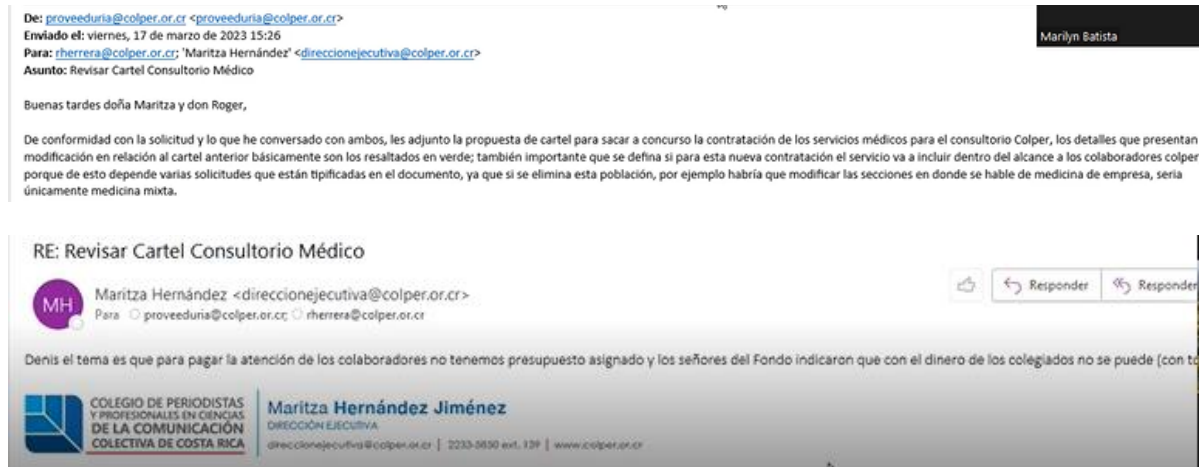 De: proveeduria@colper.or.cr <proveeduria@colper.or.cr>
Enviado el: viernes, 17 de marzo de 2023 15:26
Marilyn Batista
Para: rherrera@colper.or.cr; 'Maritza Hernández' <direccionejecutiva@colper.or.cr>
Asunto: Revisar Cartel Consultorio Médico
Buenas tardes doña Maritza y don Roger,
De conformidad con la solicitud y lo que he conversado con ambos, les adjunto la propuesta de cartel para sacar a concurso la contratación de los servicios médicos para el consultorio Colper, los detalles que presentan
modificación en relación al cartel anterior básicamente son los resaltados en verde; también importante que se defina si para esta nueva contratación el servicio va a incluir dentro del alcance a los colaboradores colper
porque de esto depende varias solicitudes que están tipificadas en el documento, ya que si se elimina esta población, por ejemplo habría que modificar las secciones en donde se hable de medicina de empresa, seria
únicamente medicina mixta.
RE: Revisar Cartel Consultorio Médico
MH
Maritza Hernández <direccionejecutiva@colper.or.cr>
Responder
Responder
Para proveeduria@colper.or.cr; rherrera@colper.or.cr
Denis el tema es que para pagar la atención de los colaboradores no tenemos presupuesto asignado y los señores del Fondo indicaron que con el dinero de los colegiados no se puede (con
COLEGIO DE PERIODISTAS
Y PROFESIONALES EN CIENCIAS
DE LA COMUNICACIÓN
COLECTIVA DE COSTA RICA
Maritza Hernández Jiménez
DIRECCIÓN EJECUTIVA
direccionejecutiva@colper.or.cr | 2233-5850 ext. 139 | www.colper.or.cr